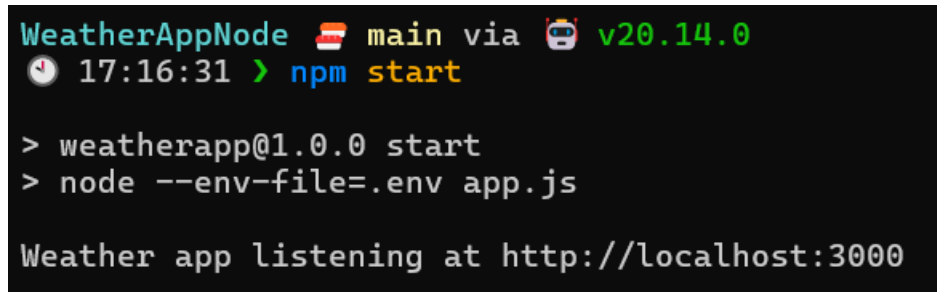 WeatherAppNode 🍣 main via 🤖 v20.14.0
🕙 17:16:31 ❯ npm start
> weatherapp@1.0.0 start
> node --env-file=.env app.js
Weather app listening at http://localhost:3000